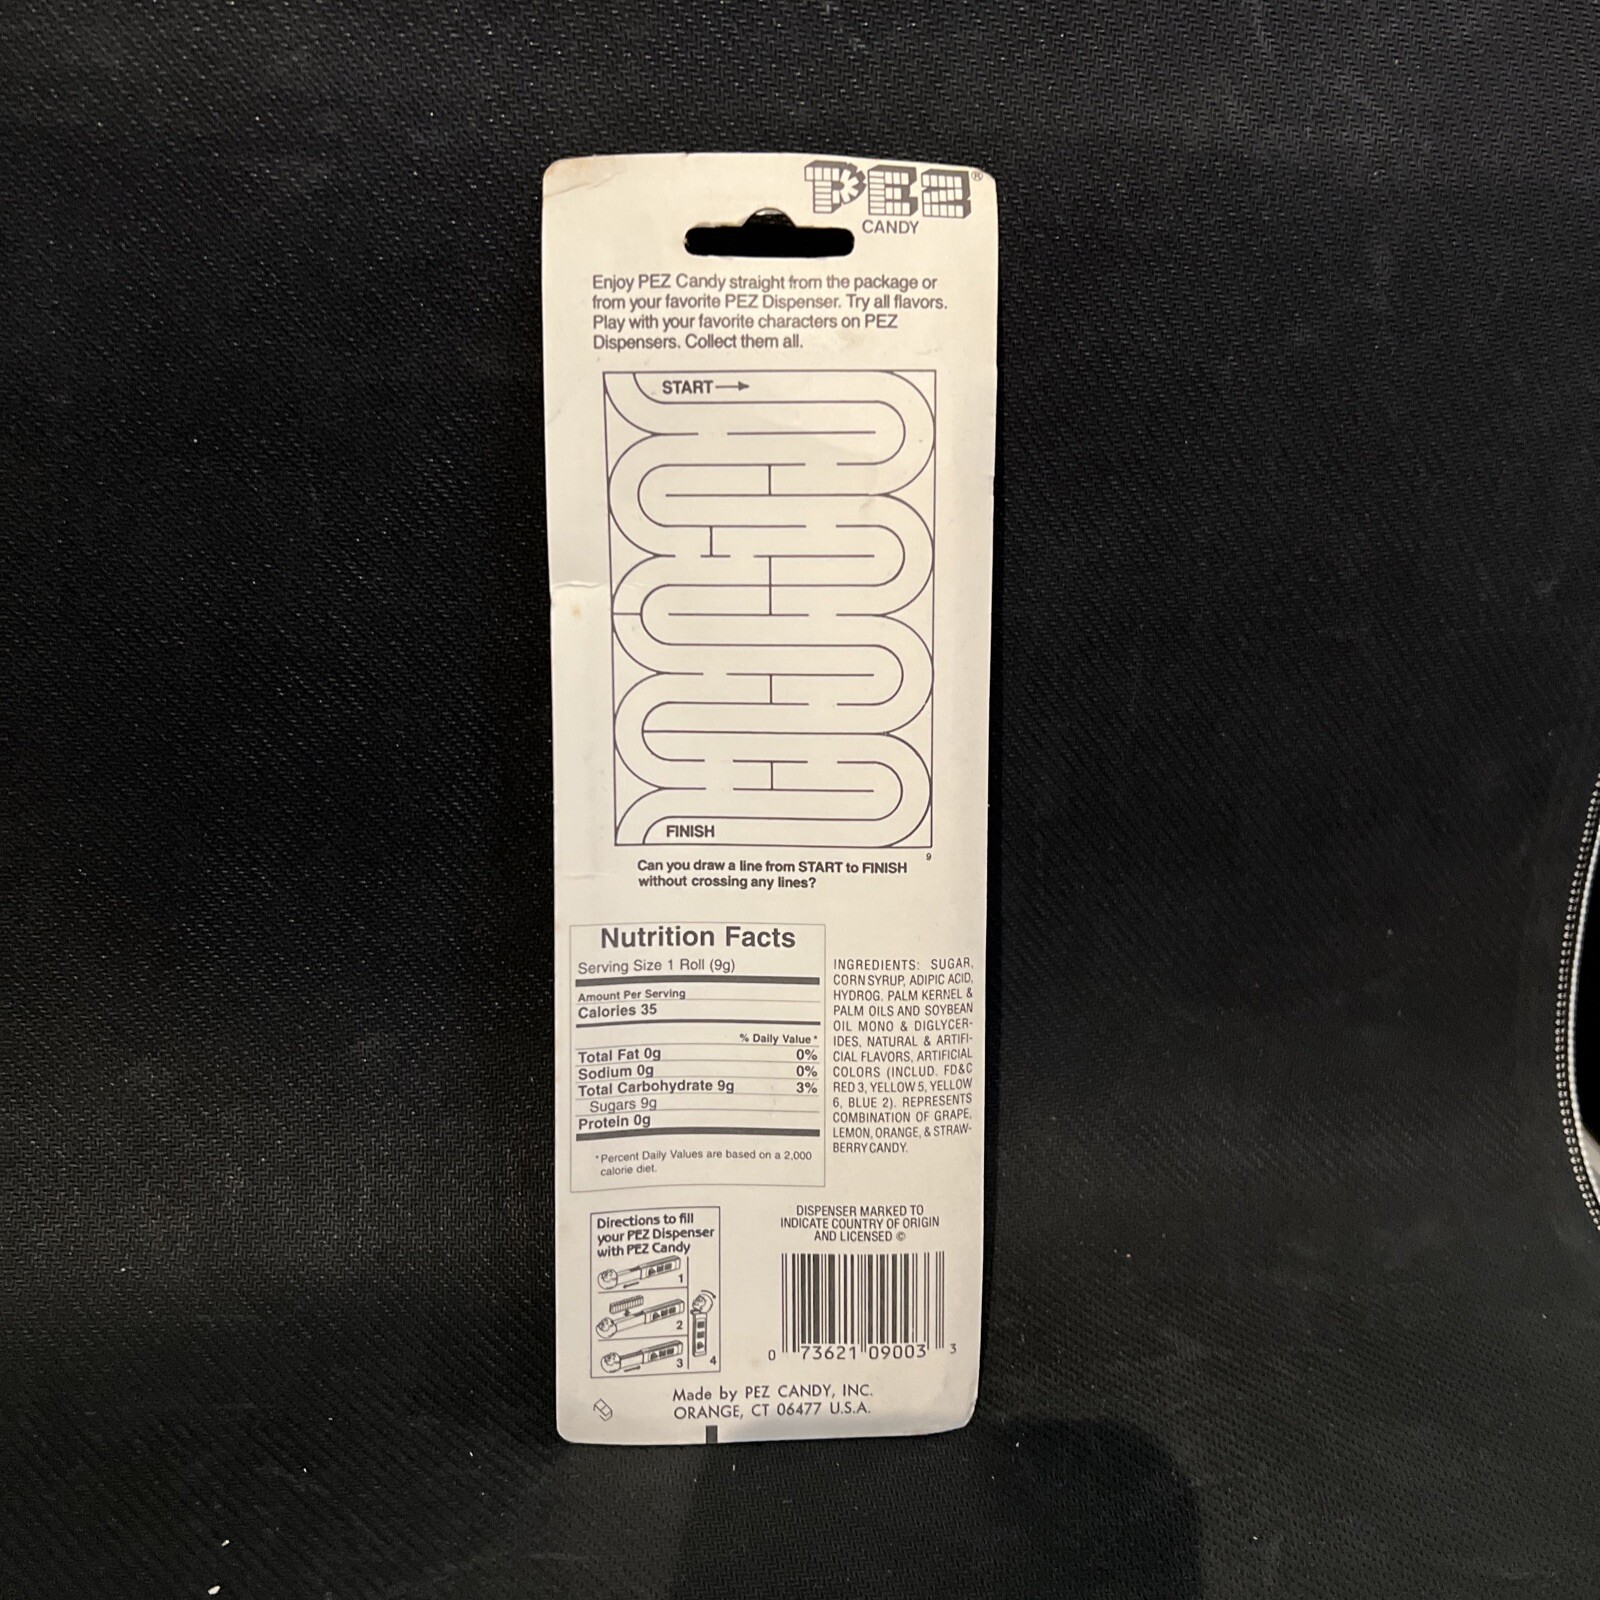 PEZ®
CANDY
Enjoy PEZ Candy straight from the package or
from your favorite PEZ Dispenser. Try all flavors.
Play with your favorite characters on PEZ
Dispensers. Collect them all.
START
FINISH
9
Can you draw a line from START to FINISH
without crossing any lines?
Nutrition Facts
Serving Size 1 Roll (9g)
Amount Per Serving
Calories 35
% Daily Value*
Total Fat 0g 0%
Sodium 0g 0%
Total Carbohydrate 9g 3%
Sugars 9g
Protein 0g
*Percent Daily Values are based on a 2,000
calorie diet.
INGREDIENTS: SUGAR,
CORN SYRUP, ADIPIC ACID,
HYDROG. PALM KERNEL &
PALM OILS AND SOYBEAN
OIL MONO & DIGLYCER-
IDES, NATURAL & ARTIFI-
CIAL FLAVORS, ARTIFICIAL
COLORS (INCLUD. FD&C
RED 3, YELLOW 5, YELLOW
6, BLUE 2). REPRESENTS
COMBINATION OF GRAPE,
LEMON, ORANGE, & STRAW-
BERRY CANDY.
Directions to fill
your PEZ Dispenser
with PEZ Candy
1
2
3
4
DISPENSER MARKED TO
INDICATE COUNTRY OF ORIGIN
AND LICENSED ©
0 73621 09003 3
Made by PEZ CANDY, INC.
ORANGE, CT 06477 U.S.A.